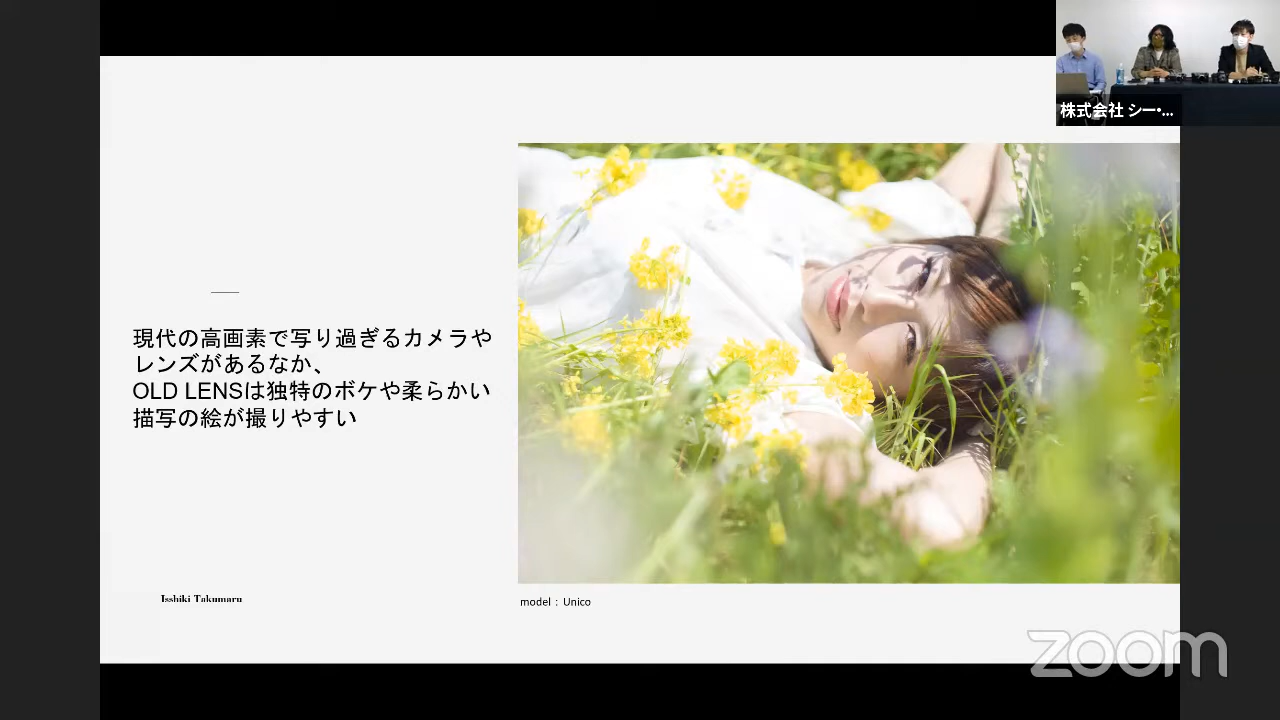 株式会社 シー・...
現代の高画素で写り過ぎるカメラや
レンズがあるなか、
OLD LENSは独特のボケや柔らかい
描写の絵が撮りやすい
Isshiki Takumaru
model : Unico
zoom